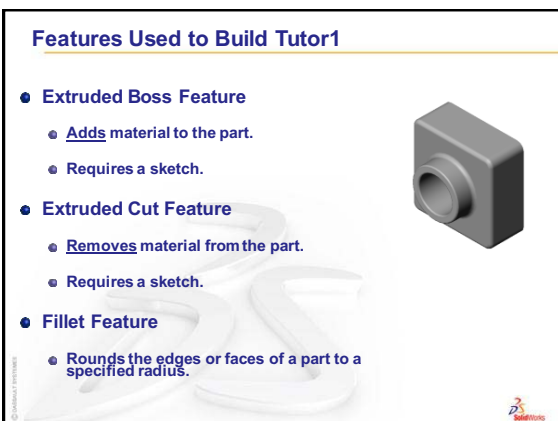 Features Used to Build Tutor1
Extruded Boss Feature
Adds material to the part.
Requires a sketch.
Extruded Cut Feature
Removes material from the part.
Requires a sketch.
Fillet Feature
Rounds the edges or faces of a part to a
specified radius.
© DASSAULT SYSTEMES
SolidWorks